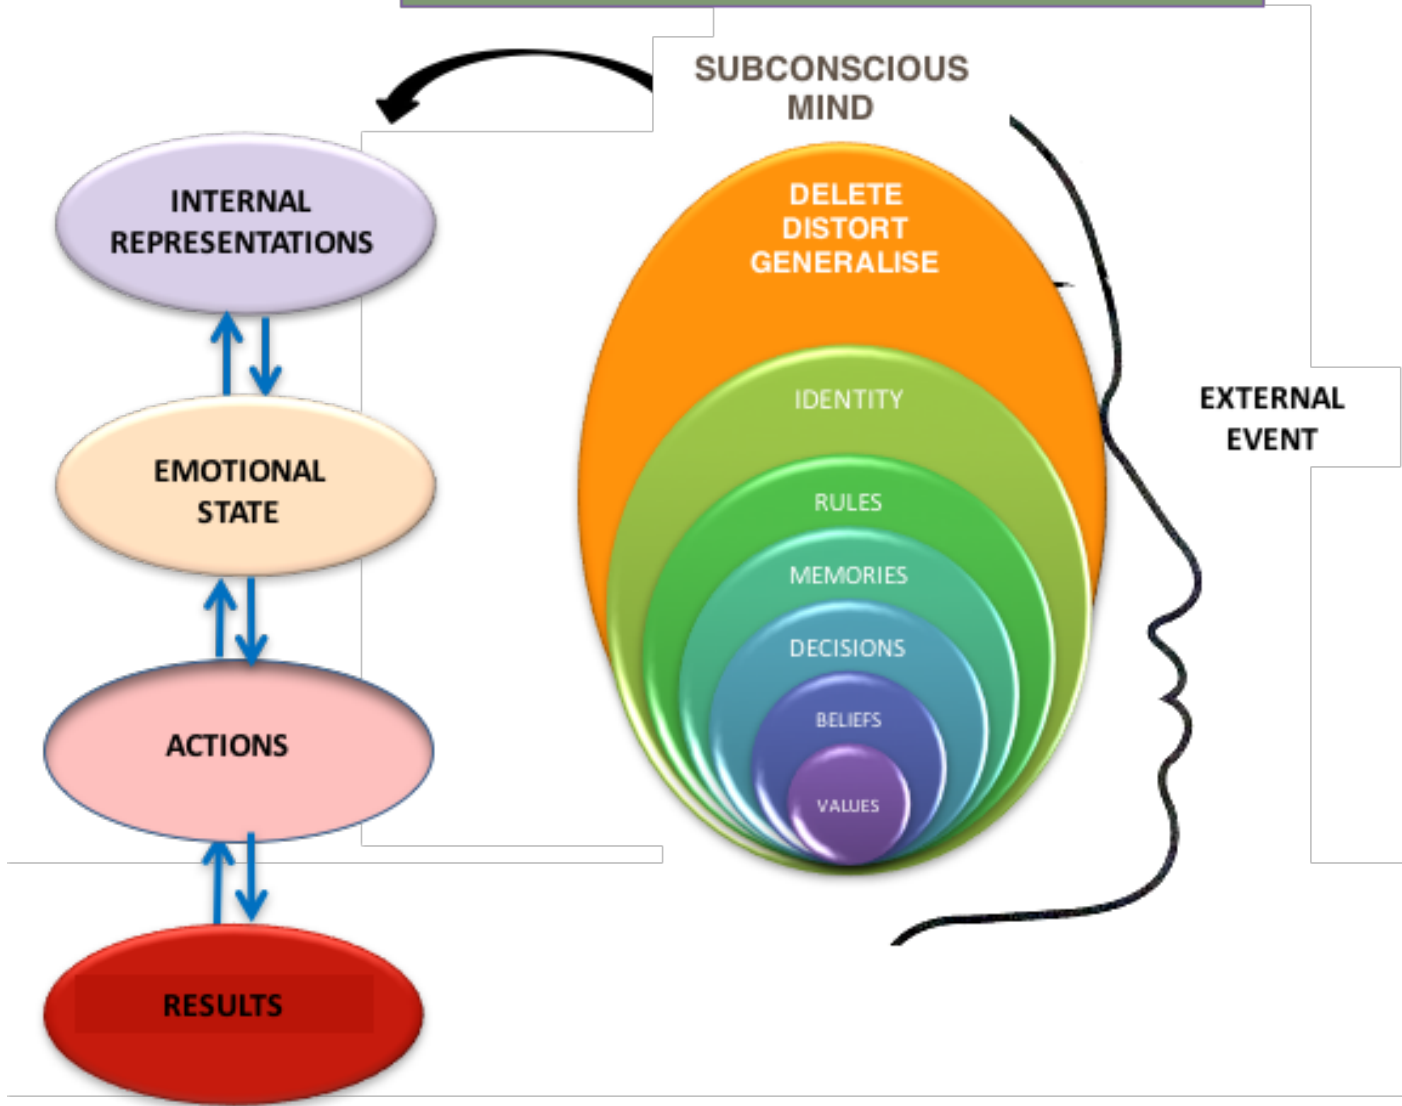 SUBCONSCIOUS
MIND
DELETE
DISTORT
GENERALISE
IDENTITY
RULES
MEMORIES
DECISIONS
BELIEFS
VALUES
EXTERNAL
EVENT
INTERNAL
REPRESENTATIONS
EMOTIONAL
STATE
ACTIONS
RESULTS